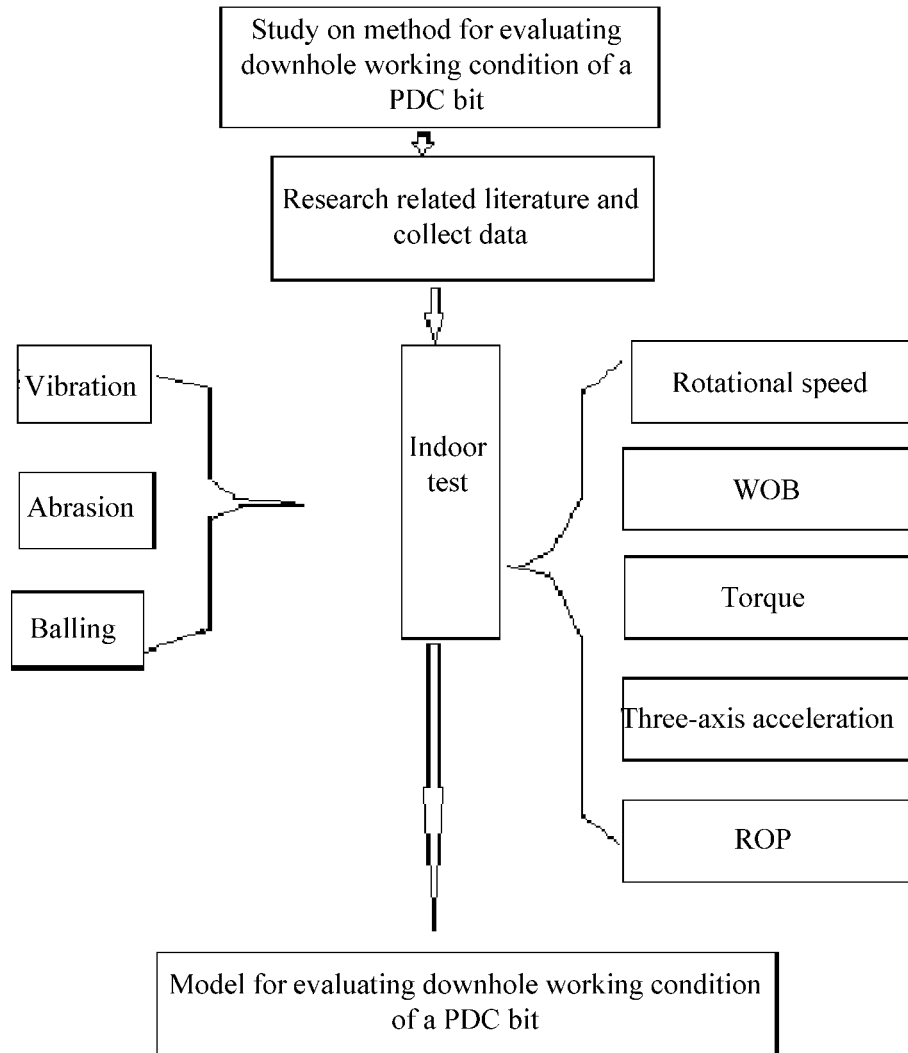 Study on method for evaluating
downhole working condition of a
PDC bit
Research related literature and
collect data
Vibration
Abrasion
Balling
Indoor
test
Rotational speed
WOB
Torque
Three-axis acceleration
ROP
Model for evaluating downhole working condition
of a PDC bit